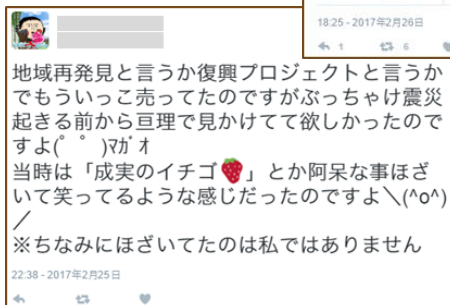 18:25 - 2017年2月26日
1 6
地域再発見と言うか復興プロジェクトと言うか
でもういっこ売ってたのですがぶっちゃけ震災
起きる前から亘理で見かけてて欲しかったので
すよ(ﾟ ゚ )ﾏｶﾞｵ
当時は「成実のイチゴ🍓」とか阿呆な事ほざ
いて笑ってるような感じだったのですよ＼(^o^)
／
※ちなみにほざいてたのは私ではありません
22:38 - 2017年2月25日